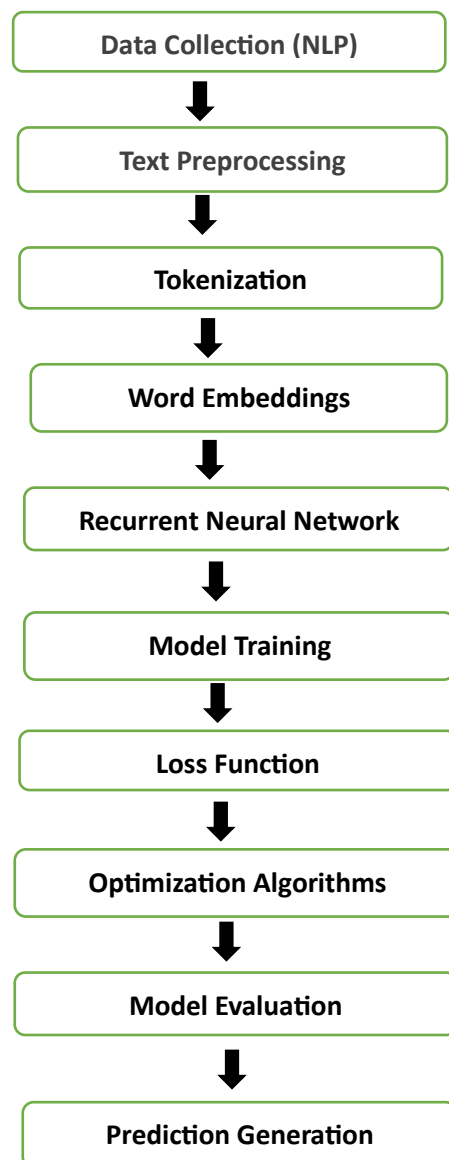 Data Collection (NLP)
Text Preprocessing
Tokenization
Word Embeddings
Recurrent Neural Network
Model Training
Loss Function
Optimization Algorithms
Model Evaluation
Prediction Generation